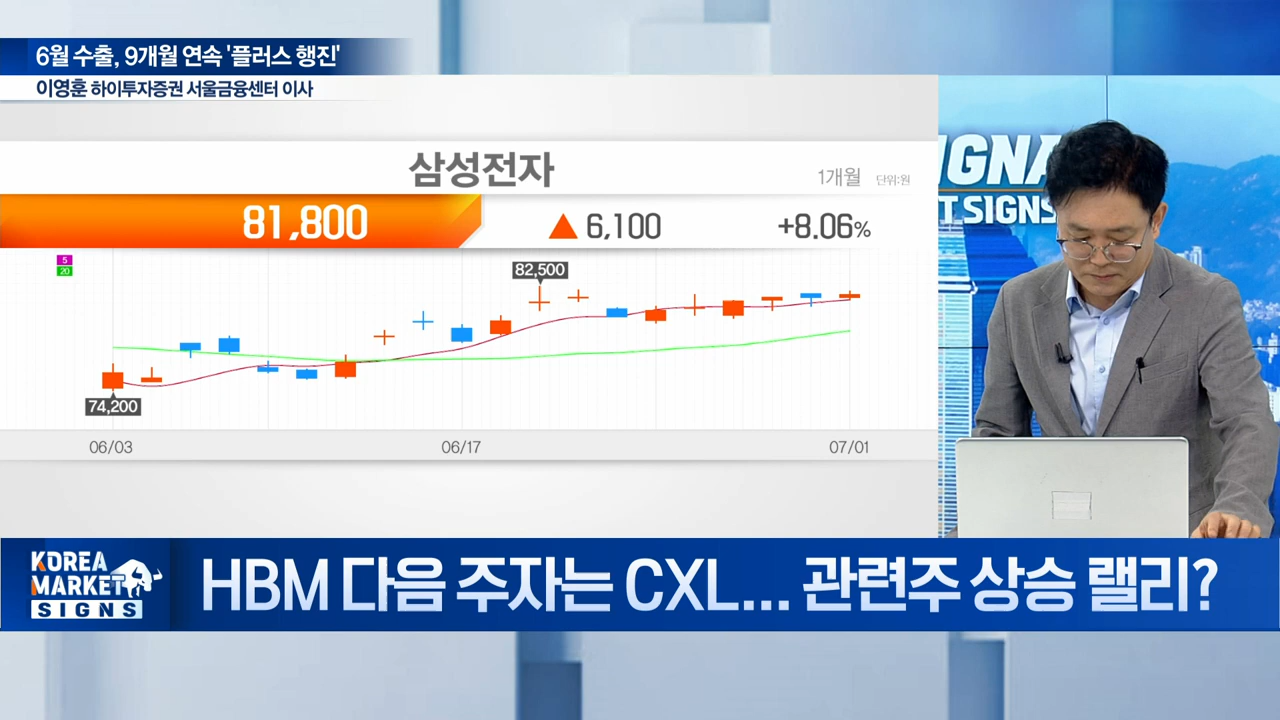 6월 수출, 9개월 연속 '플러스 행진'
이영훈 하이투자증권 서울금융센터 이사
삼성전자
1개월 단위:원
81,800 ▲ 6,100 +8.06%
5
20
82,500
74,200
06/03 06/17 07/01
IGNA
T SIGNS
KOREA
MARKET
SIGNS
HBM 다음 주자는 CXL... 관련주 상승 랠리?